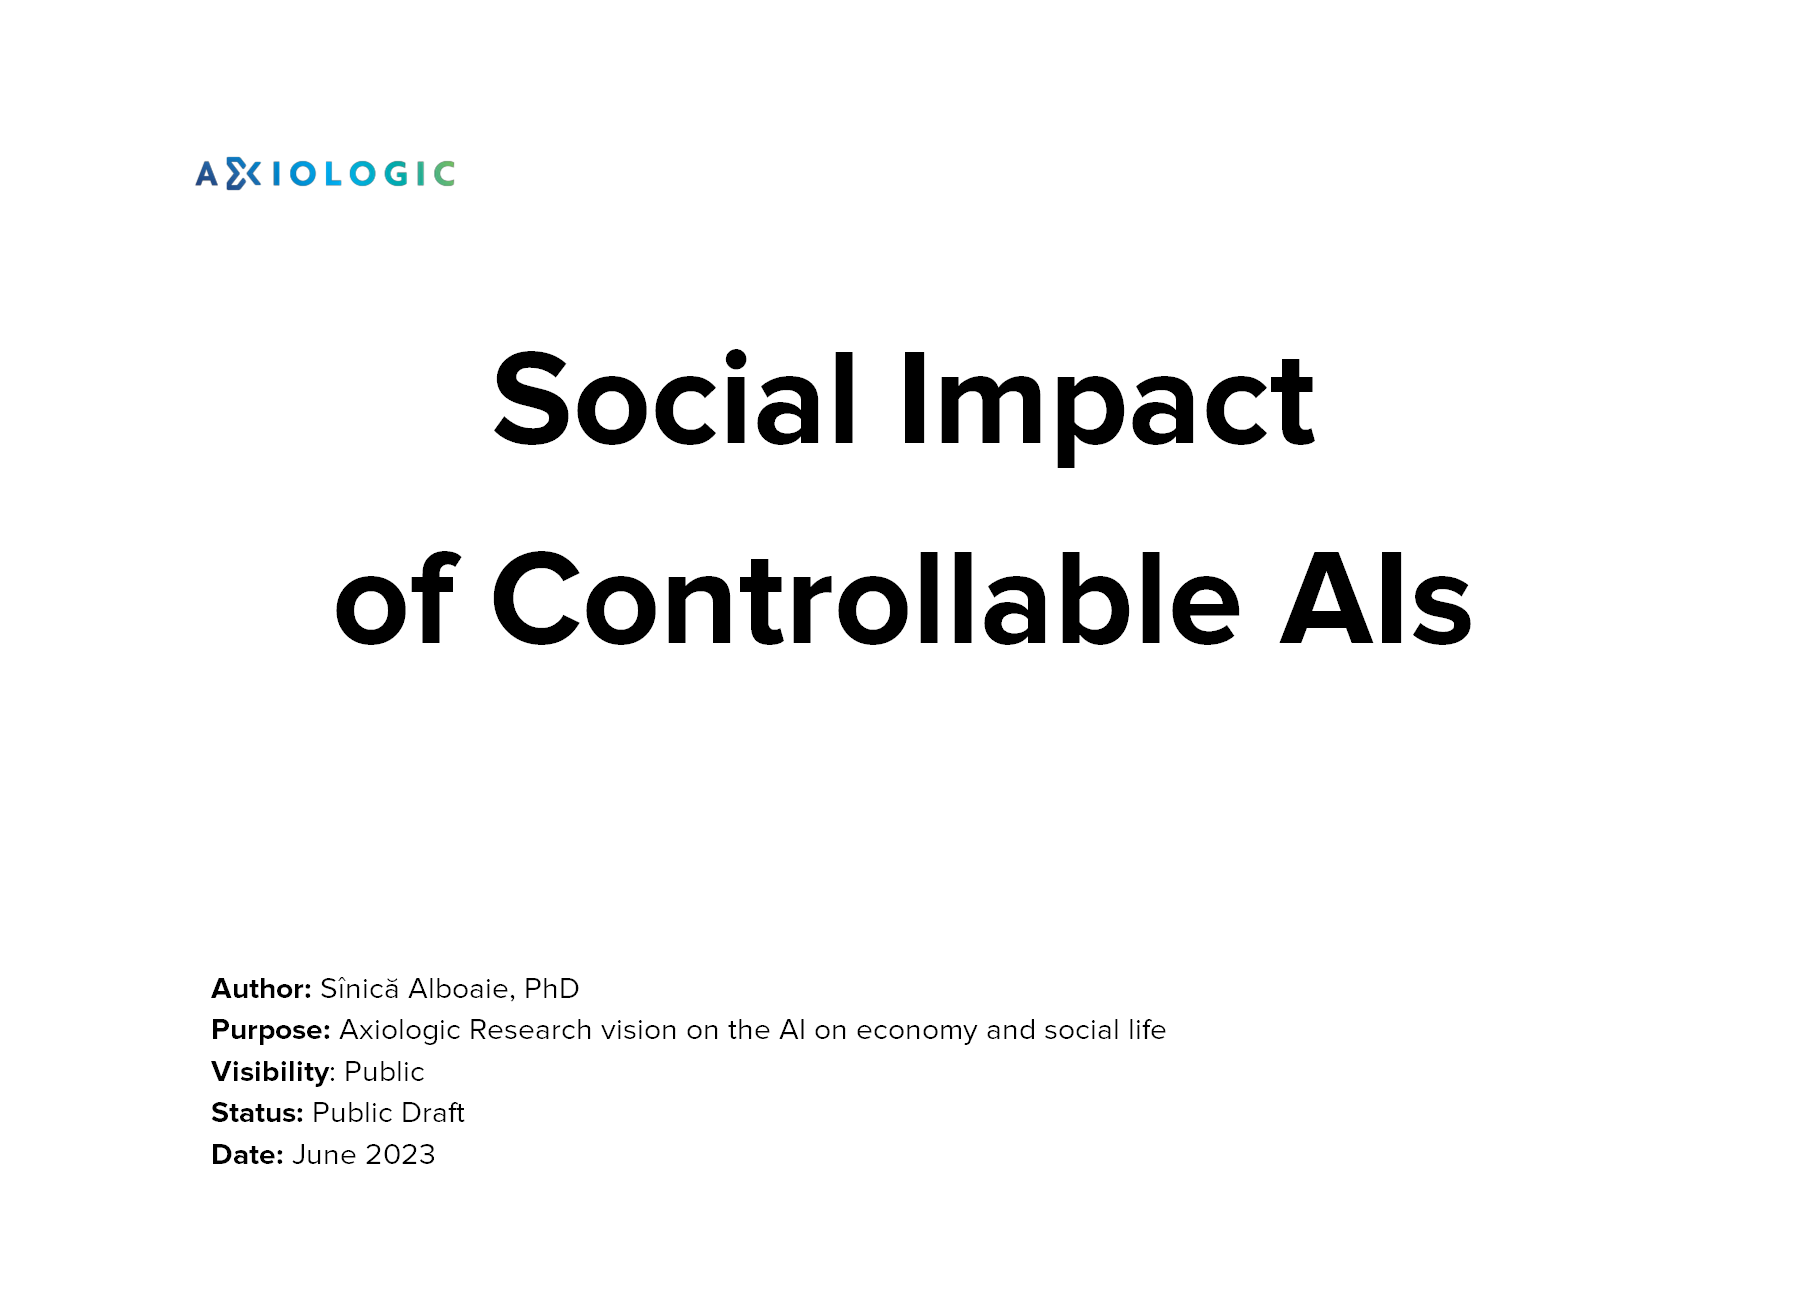 AXIOLOGIC
Social Impact
of Controllable AIs
Author: Sînică Alboaie, PhD
Purpose: Axiologic Research vision on the AI on economy and social life
Visibility: Public
Status: Public Draft
Date: June 2023